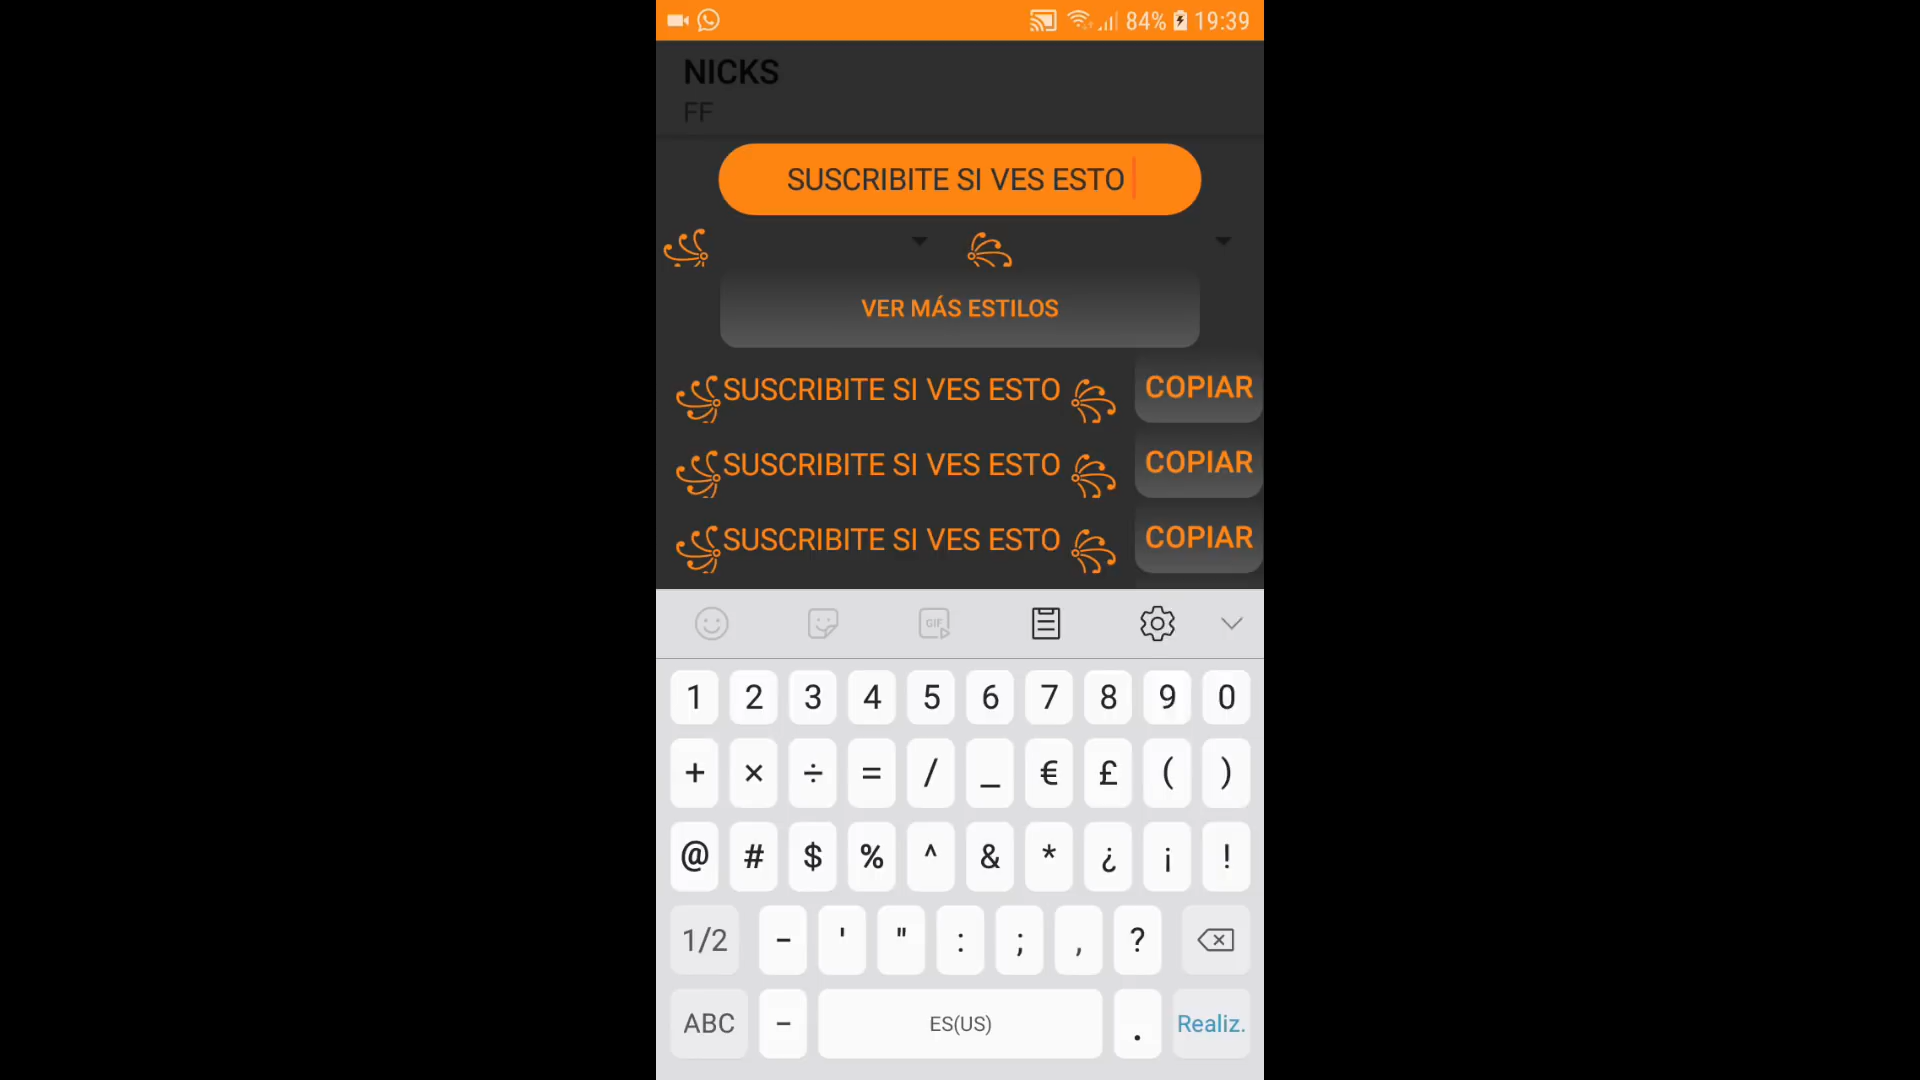 84% 19:39
NICKS
FF
SUSCRIBITE SI VES ESTO
VER MÁS ESTILOS
SUSCRIBITE SI VES ESTO COPIAR
SUSCRIBITE SI VES ESTO COPIAR
SUSCRIBITE SI VES ESTO COPIAR
GIF
1 2 3 4 5 6 7 8 9 0
+ × ÷ = / _ € £ ( )
@ # $ % ^ & * ¿ ¡ !
1/2 - ' " : ; , ?
ABC - ES(US) . Realiz.